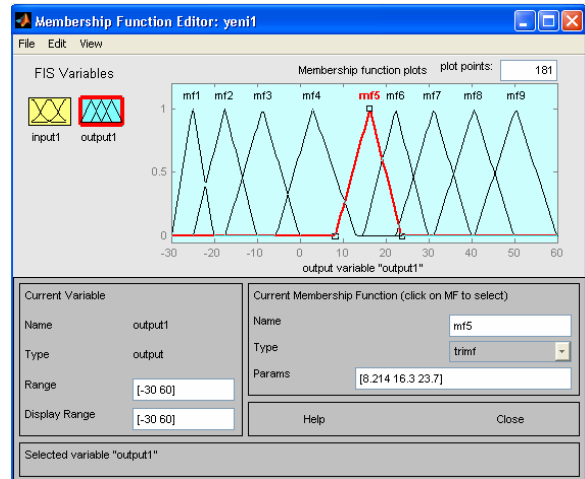 Membership Function Editor: yeni1
File Edit View
FIS Variables
Membership function plots plot points: 181
mf1 mf2 mf3 mf4 mf5 mf6 mf7 mf8 mf9
1
0.5
0
input1 output1
-30 -20 -10 0 10 20 30 40 50 60
output variable "output1"
Current Variable
Name output1
Type output
Range [-30 60]
Display Range [-30 60]
Current Membership Function (click on MF to select)
Name mf5
Type trimf
Params [8.214 16.3 23.7]
Help Close
Selected variable "output1"